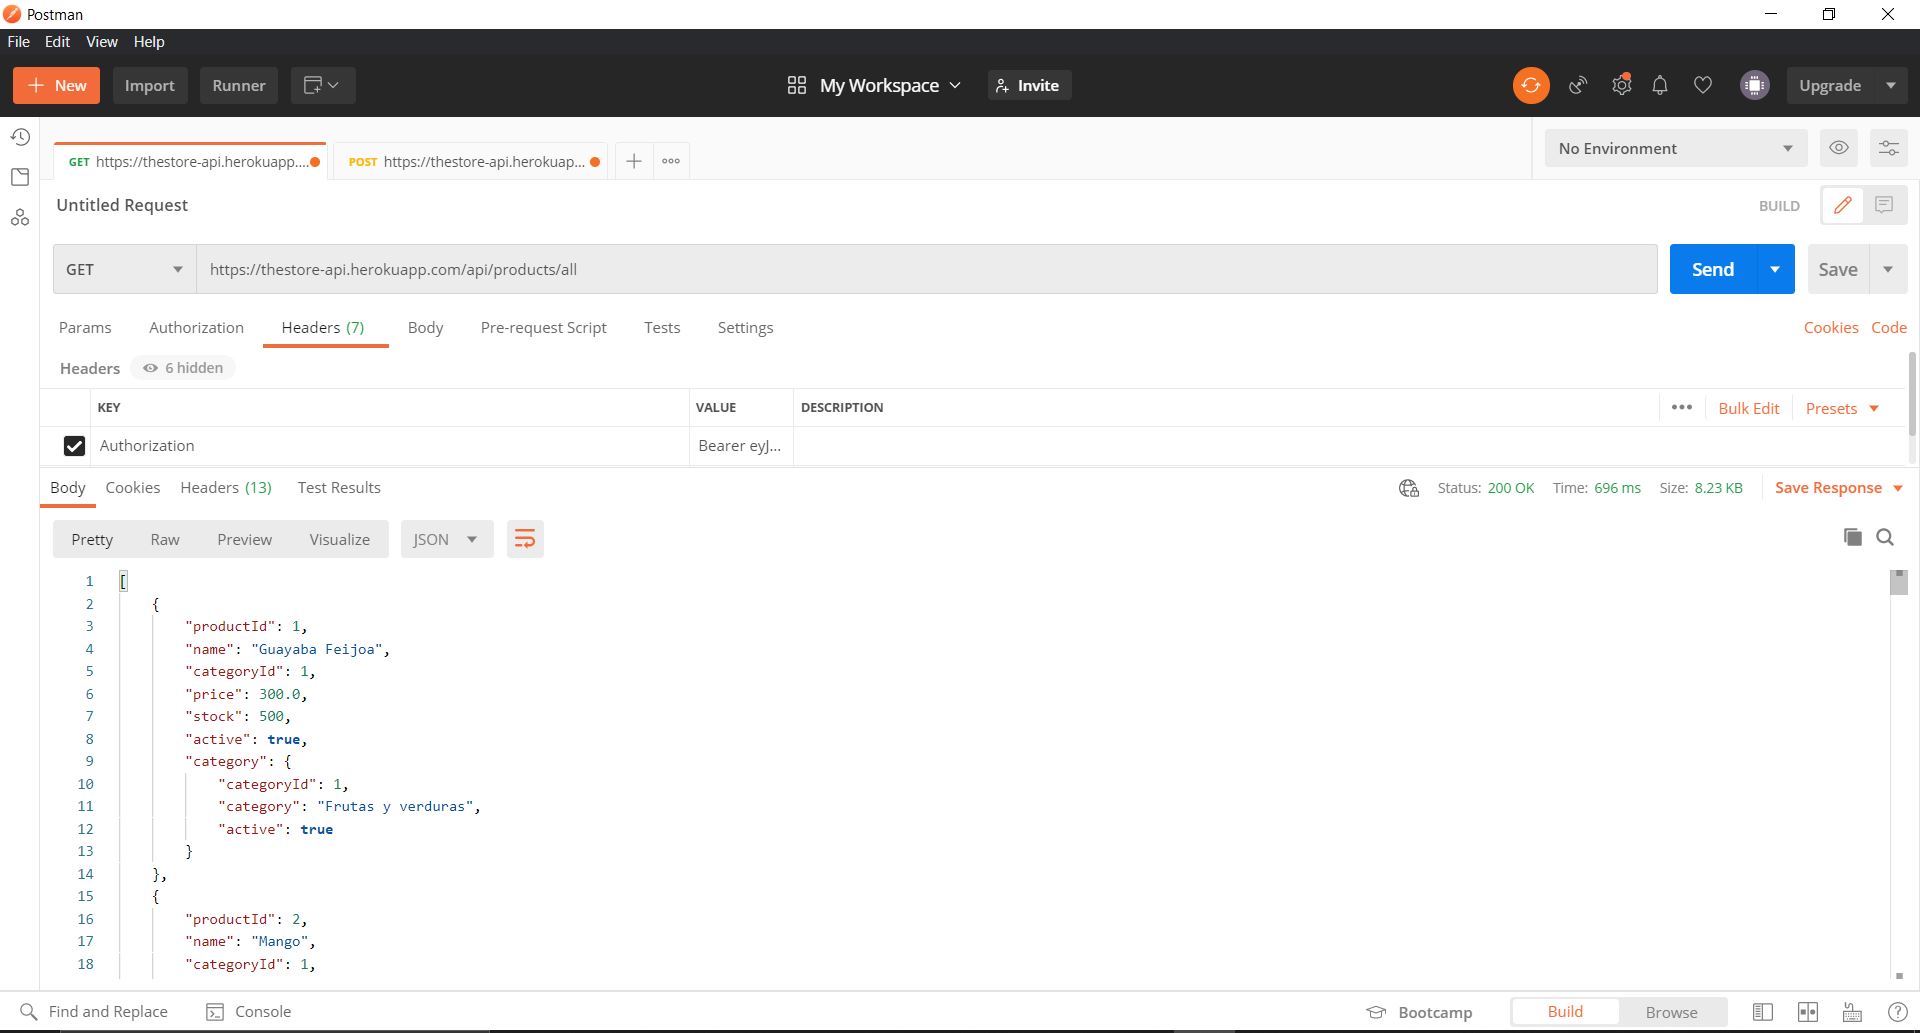 Postman
File Edit View Help
New Import Runner My Workspace Invite Upgrade
GET https://thestore-api.herokuapp.... POST https://thestore-api.herokuap... No Environment
Untitled Request BUILD
GET https://thestore-api.herokuapp.com/api/products/all Send Save
Params Authorization Headers (7) Body Pre-request Script Tests Settings Cookies Code
Headers 6 hidden
KEY VALUE DESCRIPTION Bulk Edit Presets
Authorization Bearer eyJ...
Body Cookies Headers (13) Test Results Status: 200 OK Time: 696 ms Size: 8.23 KB Save Response
Pretty Raw Preview Visualize JSON
1 [
2 {
3 "productId": 1,
4 "name": "Guayaba Feijoa",
5 "categoryId": 1,
6 "price": 300.0,
7 "stock": 500,
8 "active": true,
9 "category": {
10 "categoryId": 1,
11 "category": "Frutas y verduras",
12 "active": true
13 }
14 },
15 {
16 "productId": 2,
17 "name": "Mango",
18 "categoryId": 1,
Find and Replace Console Bootcamp Build Browse